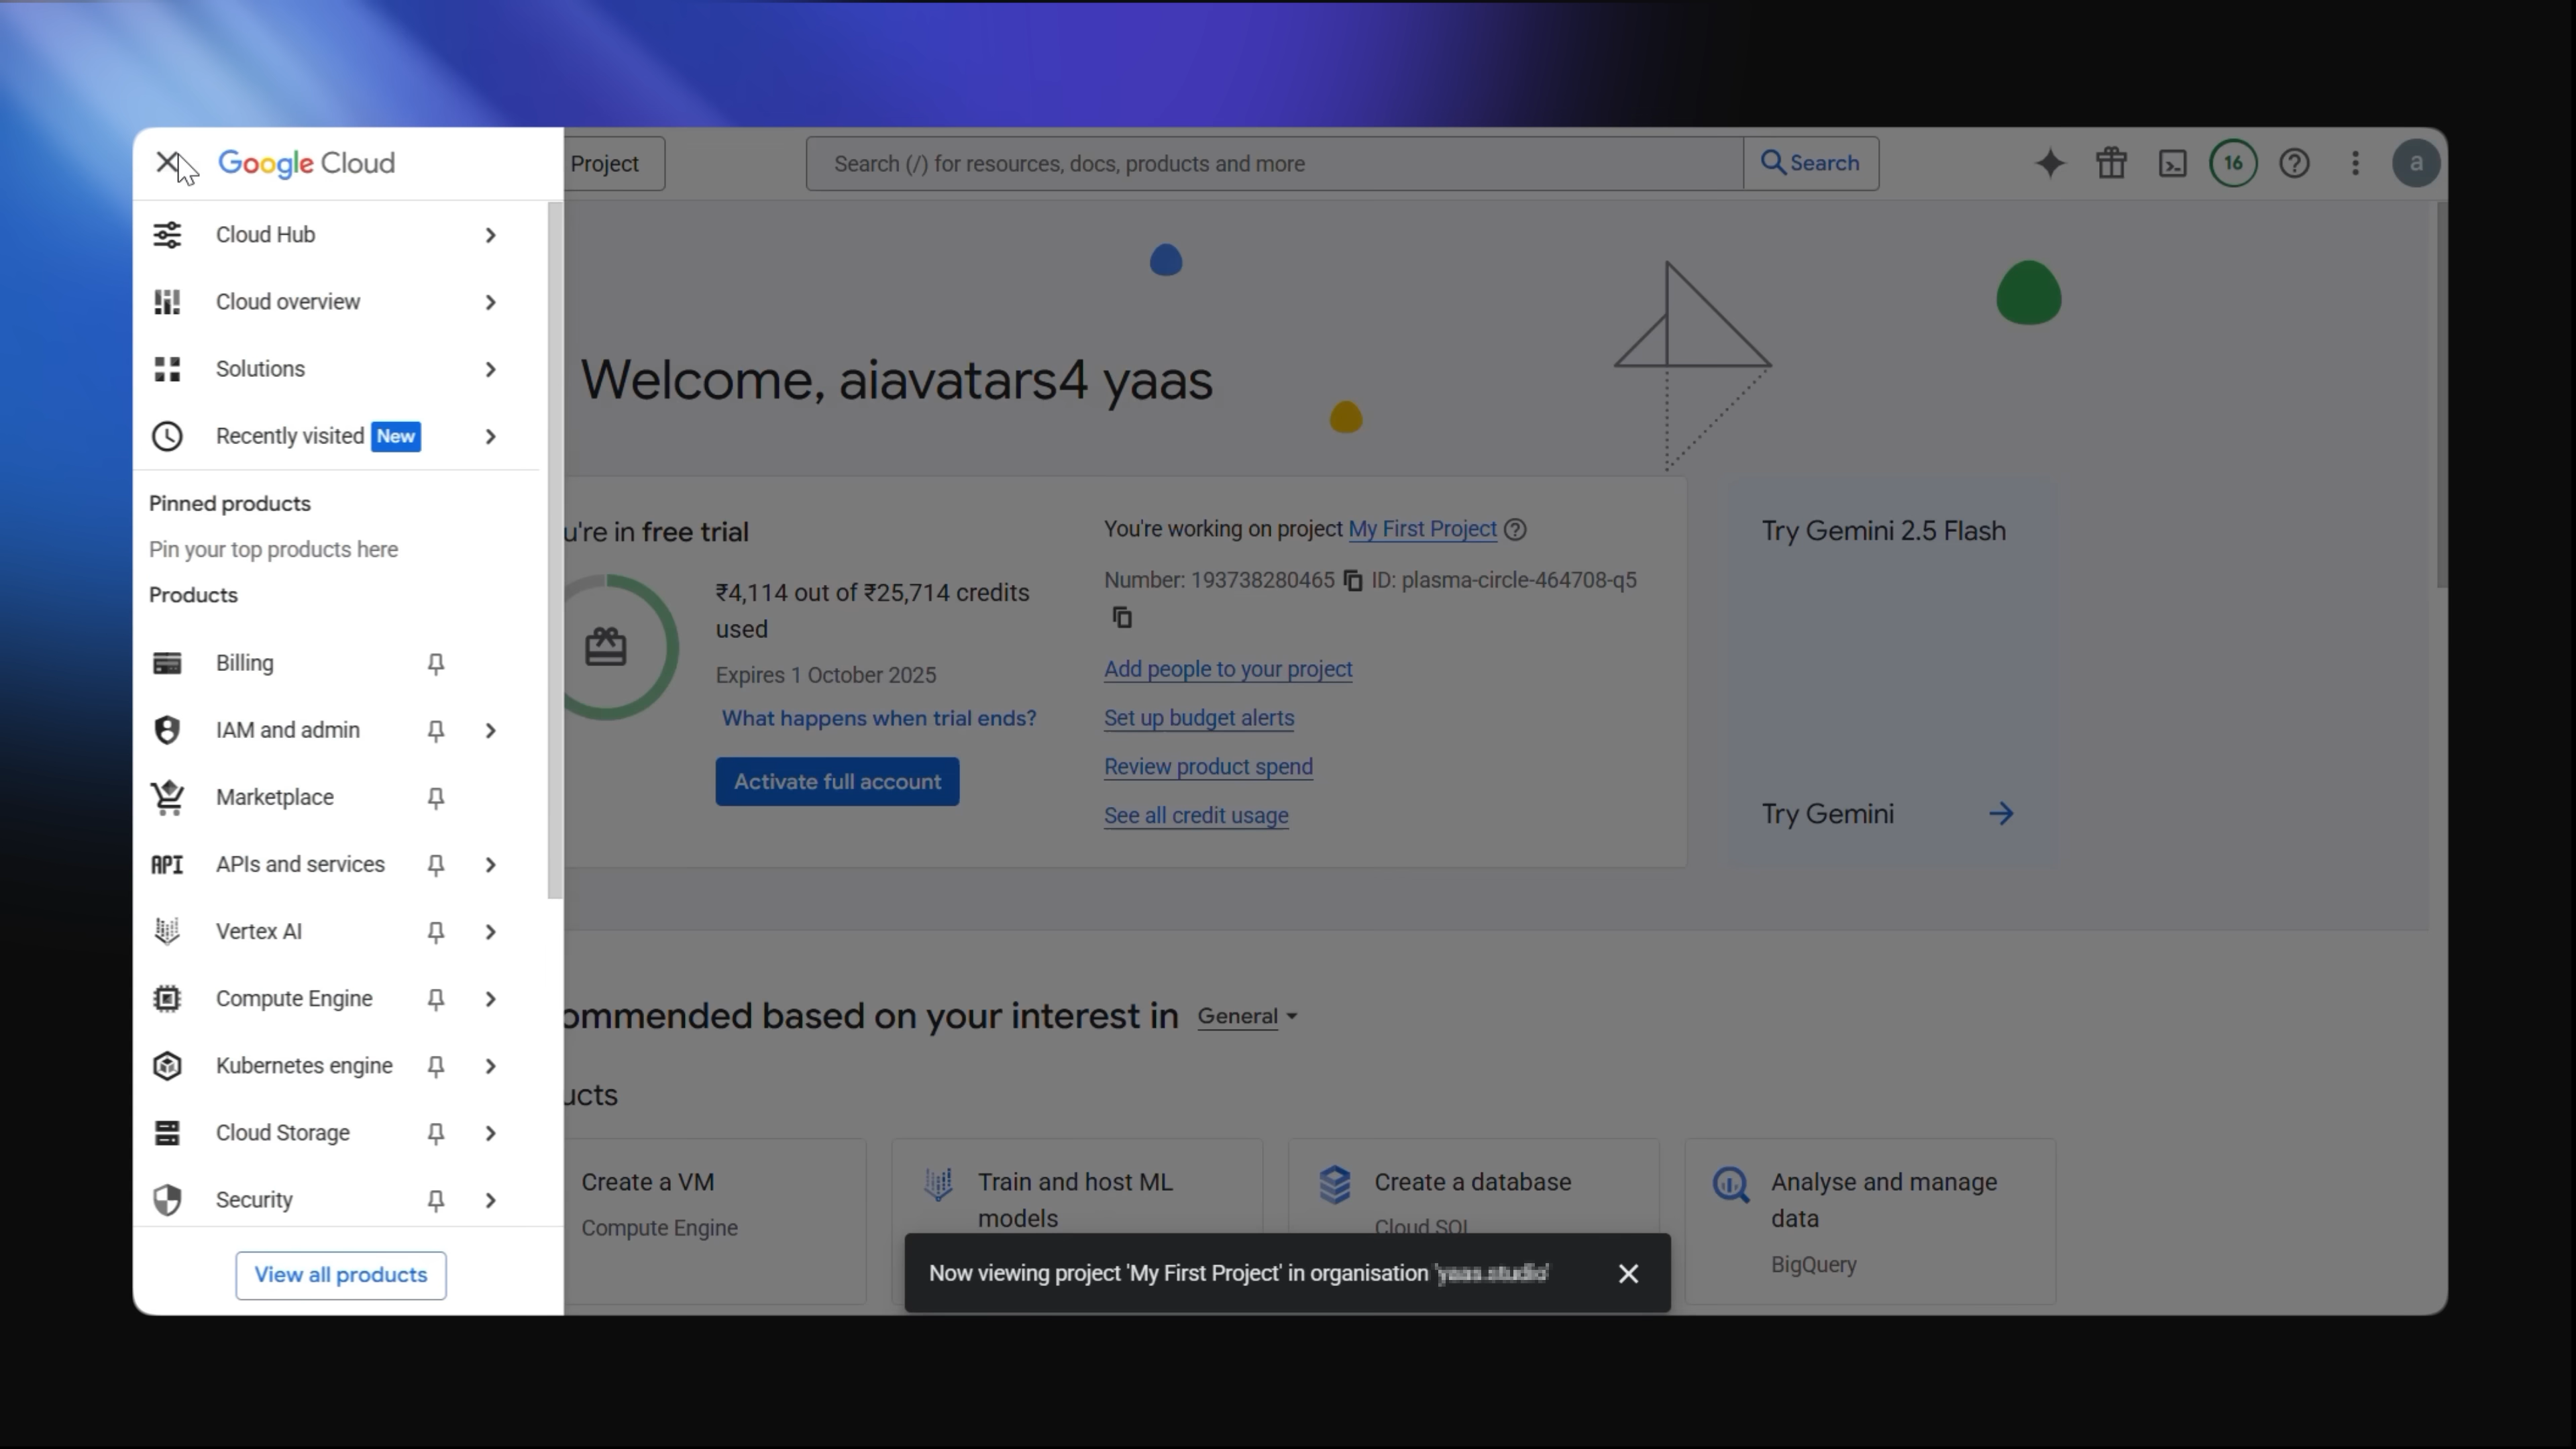 Google Cloud
Project
Search (/) for resources, docs, products and more
Search
16
a
Cloud Hub
Cloud overview
Solutions
Recently visited New
Pinned products
Pin your top products here
Products
Billing
IAM and admin
Marketplace
API APIs and services
Vertex AI
Compute Engine
Kubernetes engine
Cloud Storage
Security
View all products
Welcome, aiavatars4 yaas
u're in free trial
₹4,114 out of ₹25,714 credits
used
Expires 1 October 2025
What happens when trial ends?
Activate full account
You're working on project My First Project
Number: 193738280465 ID: plasma-circle-464708-q5
Add people to your project
Set up budget alerts
Review product spend
See all credit usage
Try Gemini 2.5 Flash
Try Gemini
ommended based on your interest in General
ucts
Create a VM
Compute Engine
Train and host ML
models
Create a database
Cloud SQL
Analyse and manage
data
BigQuery
Now viewing project 'My First Project' in organisation